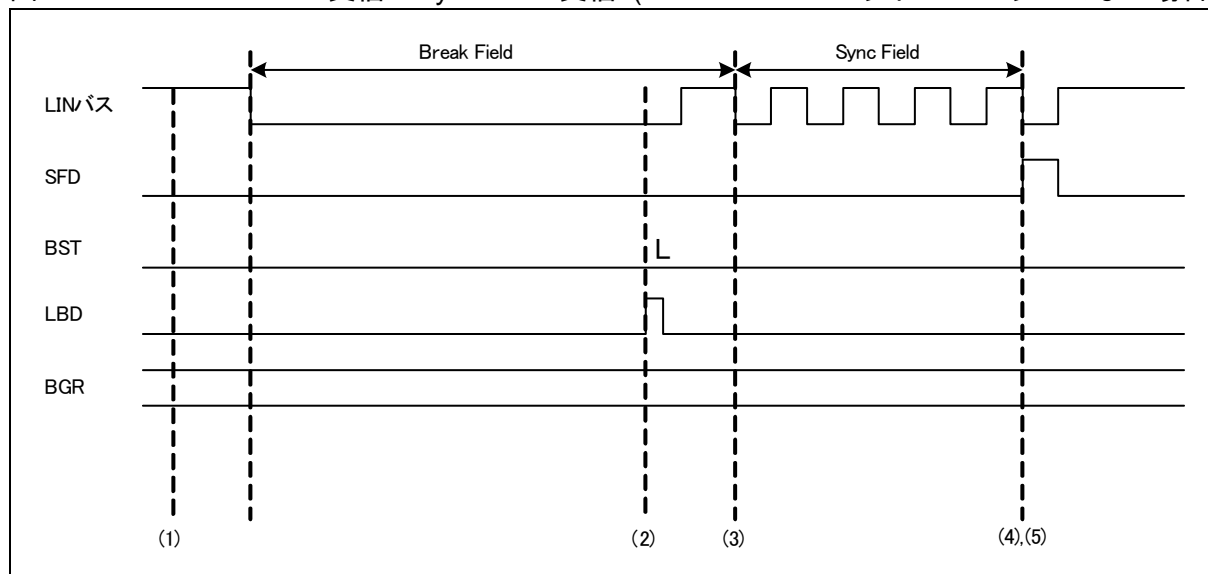 Break Field
Sync Field
LINバス
SFD
BST
L
LBD
BGR
(1)
(2)
(3)
(4),(5)